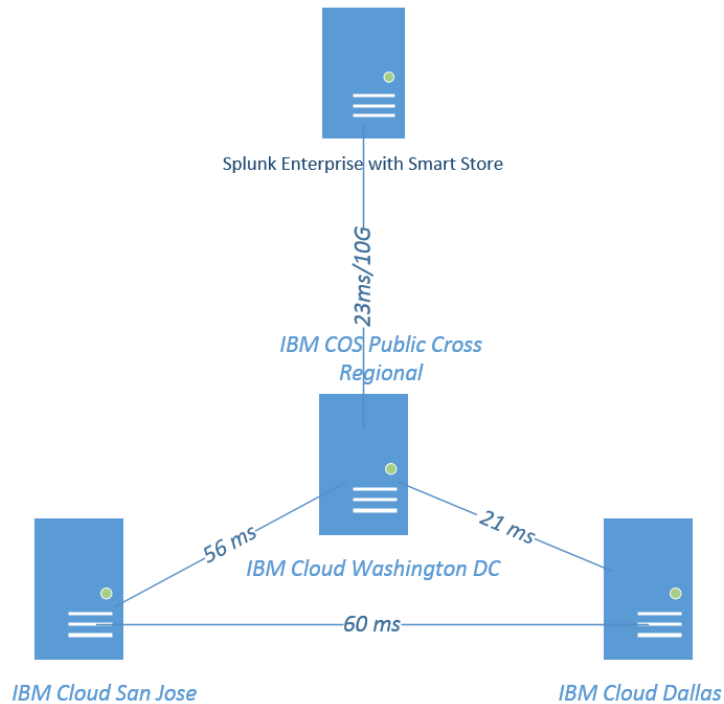 Splunk Enterprise with Smart Store
23ms/10G
IBM COS Public Cross
Regional
56 ms
21 ms
IBM Cloud Washington DC
60 ms
IBM Cloud San Jose
IBM Cloud Dallas